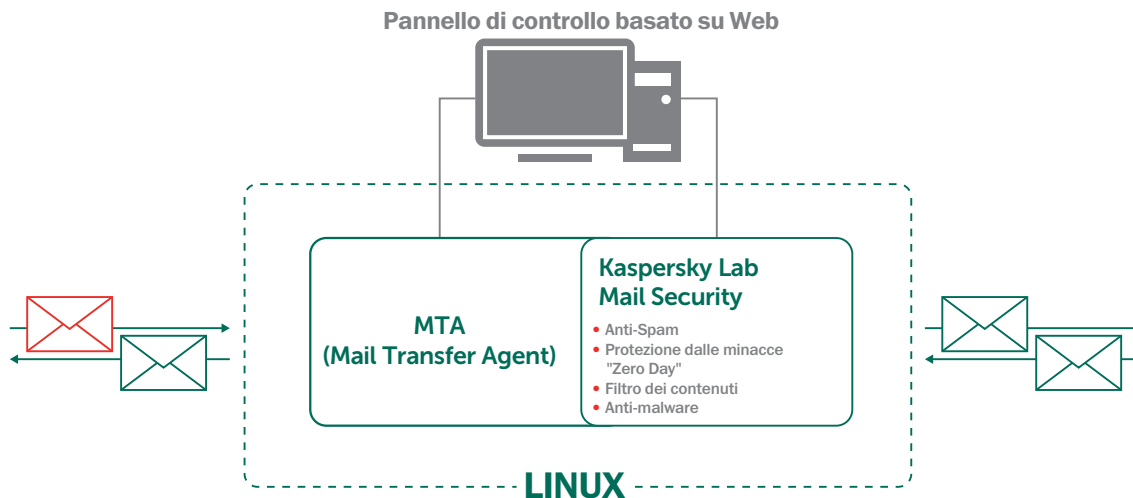 Pannello di controllo basato su Web
MTA
(Mail Transfer Agent)
Kaspersky Lab
Mail Security
• Anti-Spam
• Protezione dalle minacce
"Zero Day"
• Filtro dei contenuti
• Anti-malware
LINUX